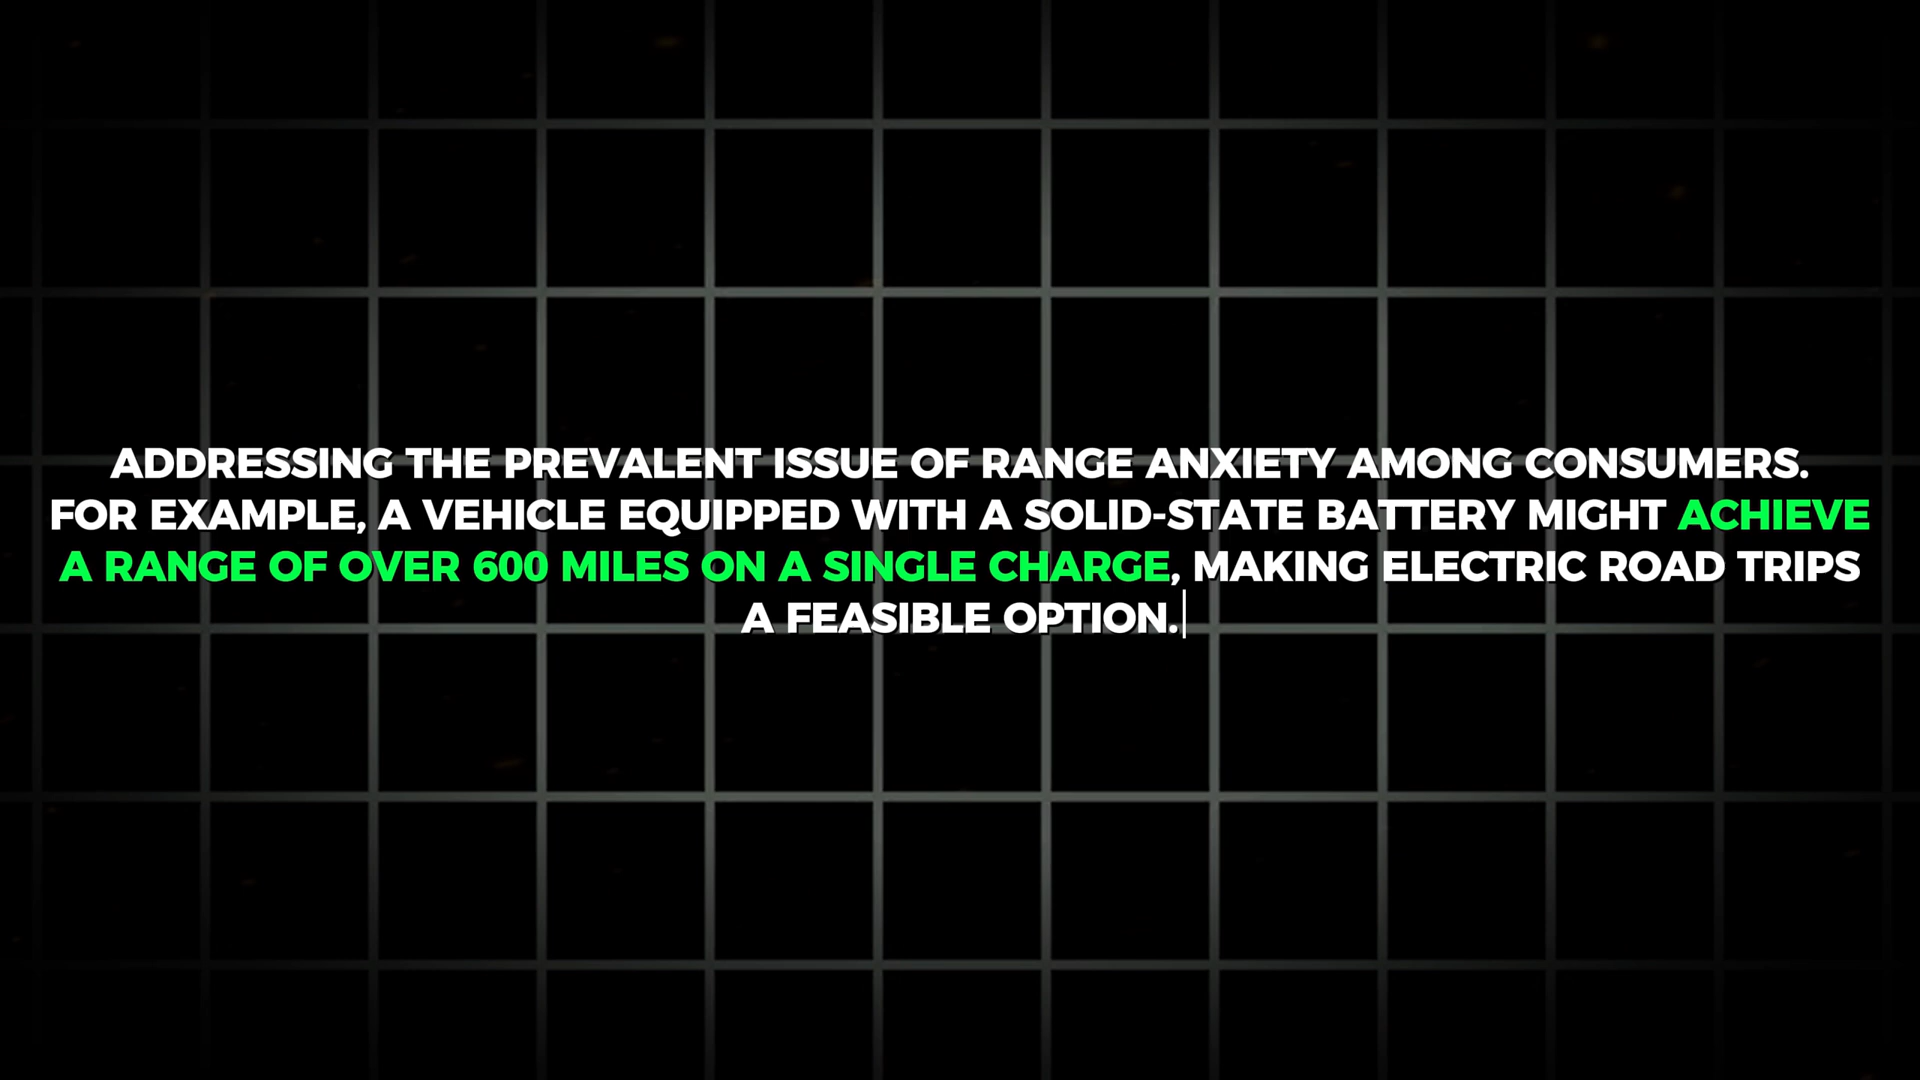 ADDRESSING THE PREVALENT ISSUE OF RANGE ANXIETY AMONG CONSUMERS.
FOR EXAMPLE, A VEHICLE EQUIPPED WITH A SOLID-STATE BATTERY MIGHT ACHIEVE
A RANGE OF OVER 600 MILES ON A SINGLE CHARGE, MAKING ELECTRIC ROAD TRIPS
A FEASIBLE OPTION.